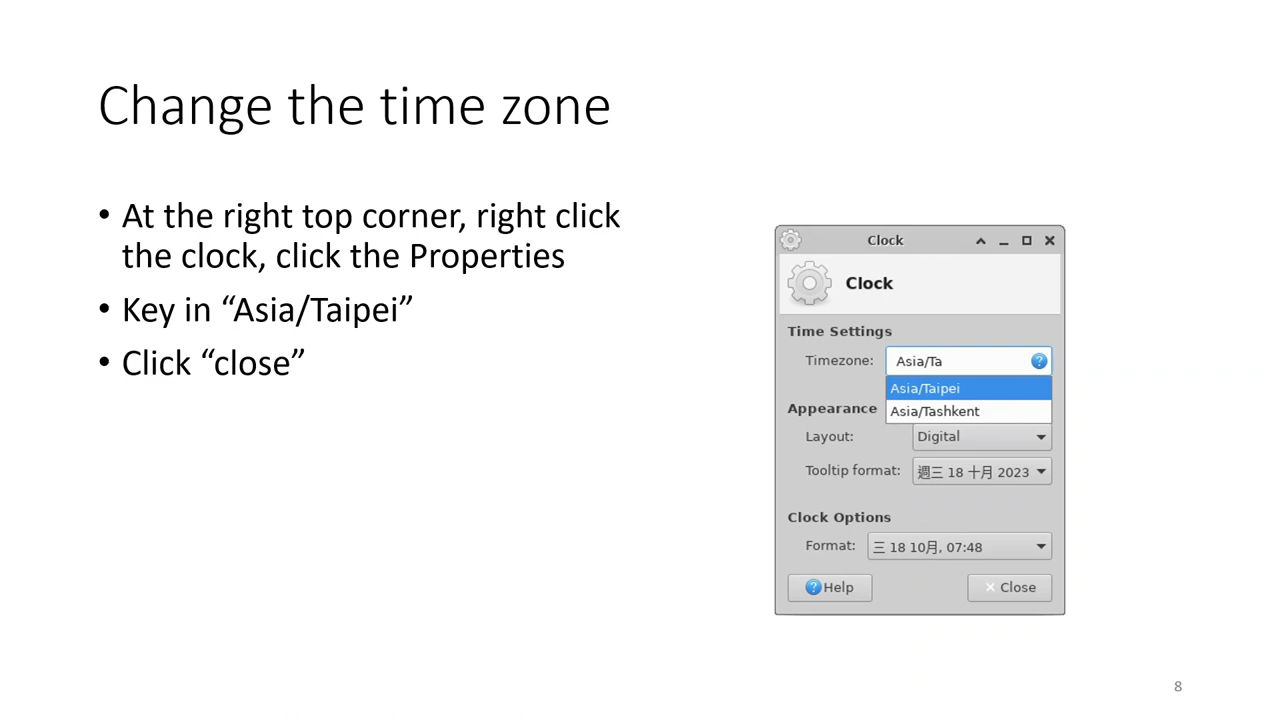 Change the time zone
• At the right top corner, right click
the clock, click the Properties
• Key in “Asia/Taipei”
• Click “close”
Clock
Clock
Time Settings
Timezone: Asia/Ta
Asia/Taipei
Asia/Tashkent
Appearance
Layout: Digital
Tooltip format: 週三 18 十月 2023
Clock Options
Format: 三 18 10月, 07:48
Help Close
8